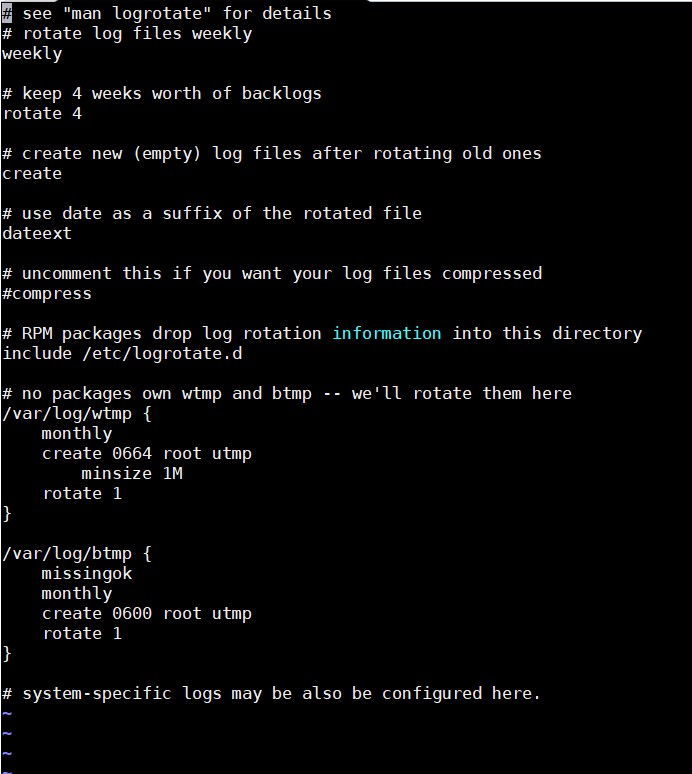 # see "man logrotate" for details
# rotate log files weekly
weekly

# keep 4 weeks worth of backlogs
rotate 4

# create new (empty) log files after rotating old ones
create

# use date as a suffix of the rotated file
dateext

# uncomment this if you want your log files compressed
#compress

# RPM packages drop log rotation information into this directory
include /etc/logrotate.d

# no packages own wtmp and btmp -- we'll rotate them here
/var/log/wtmp {
    monthly
    create 0664 root utmp
        minsize 1M
    rotate 1
}

/var/log/btmp {
    missingok
    monthly
    create 0600 root utmp
    rotate 1
}

# system-specific logs may be also be configured here.
~
~
~
~